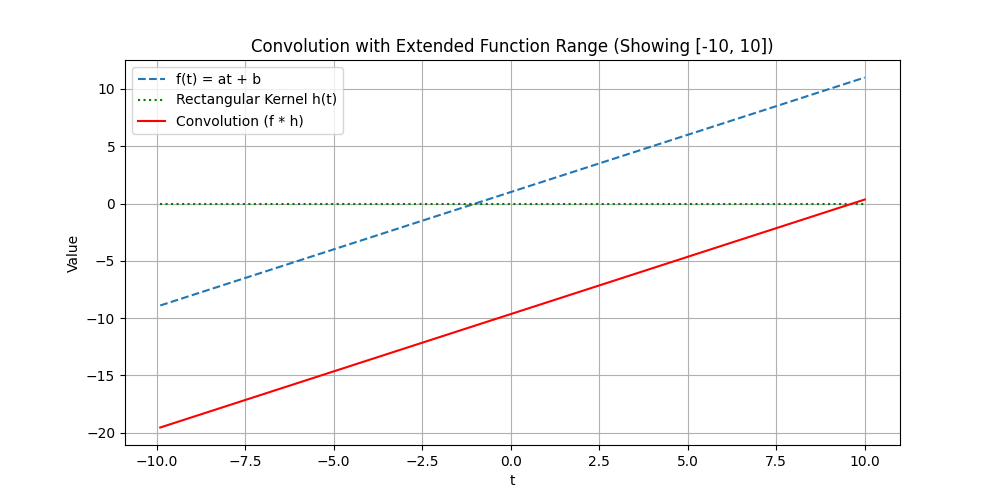 Convolution with Extended Function Range (Showing [-10, 10])
f(t) = at + b
Rectangular Kernel h(t)
Convolution (f * h)
Value
10
5
0
−5
−10
−15
−20
−10.0 −7.5 −5.0 −2.5 0.0 2.5 5.0 7.5 10.0
t